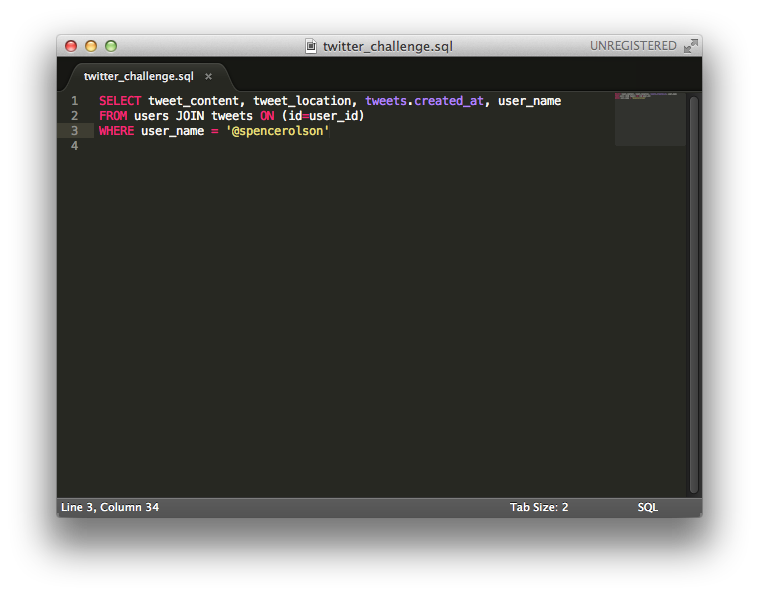 twitter_challenge.sql
UNREGISTERED
twitter_challenge.sql ×
1 SELECT tweet_content, tweet_location, tweets.created_at, user_name
2 FROM users JOIN tweets ON (id=user_id)
3 WHERE user_name = '@spencerolson'
4
Line 3, Column 34 Tab Size: 2 SQL